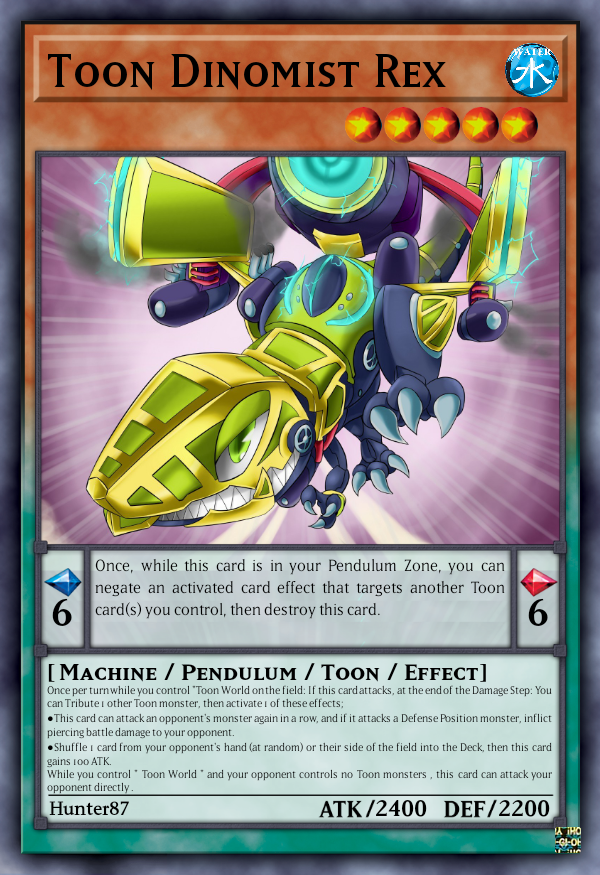 Toon Dinomist Rex
WATER
水
Once, while this card is in your Pendulum Zone, you can
negate an activated card effect that targets another Toon
card(s) you control, then destroy this card.
6
6
[ Machine / Pendulum / Toon / Effect]
Once per turn while you control "Toon World on the field: If this card attacks, at the end of the Damage Step: You
can Tribute 1 other Toon monster, then activate 1 of these effects;
●This card can attack an opponent's monster again in a row, and if it attacks a Defense Position monster, inflict
piercing battle damage to your opponent.
●Shuffle 1 card from your opponent's hand (at random) or their side of the field into the Deck, then this card
gains 100 ATK.
While you control " Toon World " and your opponent controls no Toon monsters , this card can attack your
opponent directly .
Hunter87
ATK/2400 DEF/2200